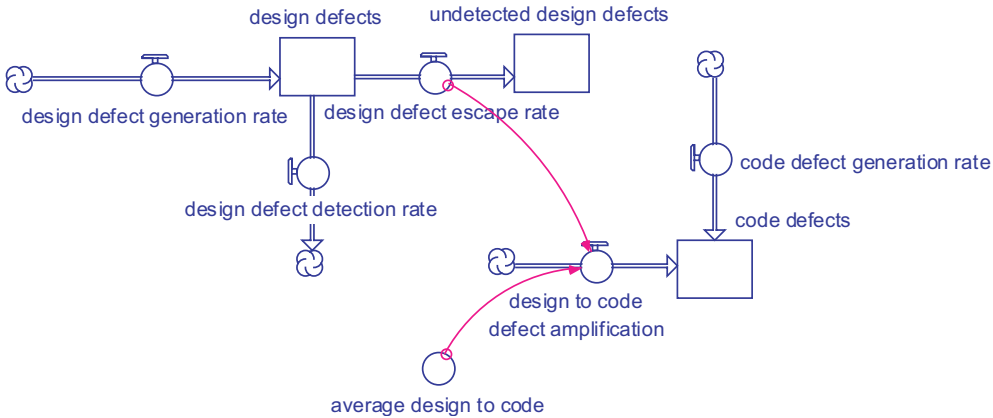 design defects
undetected design defects
design defect generation rate
design defect escape rate
code defect generation rate
design defect detection rate
code defects
design to code
defect amplification
average design to code